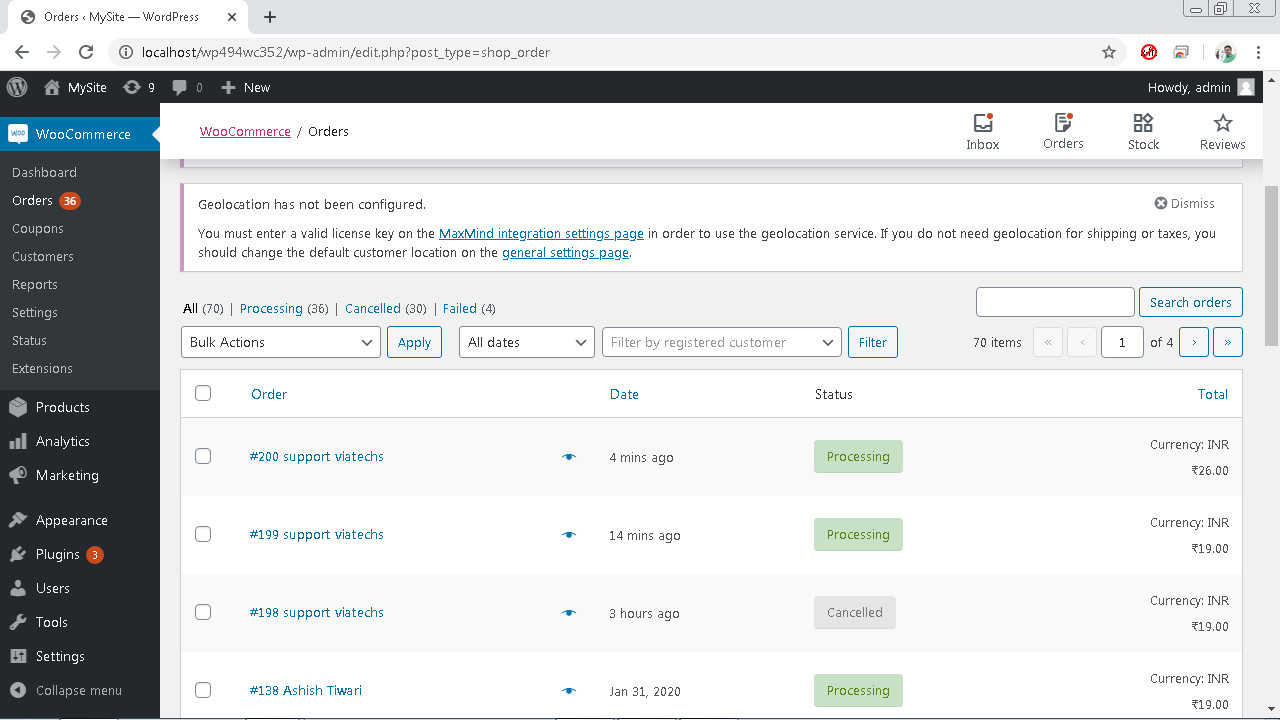 Orders ‹ MySite — WordPress
localhost/wp494wc352/wp-admin/edit.php?post_type=shop_order
MySite 9 0 New Howdy, admin
WooCommerce
Dashboard
Orders 36
Coupons
Customers
Reports
Settings
Status
Extensions
Products
Analytics
Marketing
Appearance
Plugins 3
Users
Tools
Settings
Collapse menu
WooCommerce / Orders
Inbox Orders Stock Reviews
Geolocation has not been configured. Dismiss
You must enter a valid license key on the MaxMind integration settings page in order to use the geolocation service. If you do not need geolocation for shipping or taxes, you
should change the default customer location on the general settings page.
All (70) | Processing (36) | Cancelled (30) | Failed (4) Search orders
Bulk Actions Apply All dates Filter by registered customer Filter 70 items « ‹ 1 of 4 › »
Order Date Status Total
#200 support viatechs 4 mins ago Processing Currency: INR
₹26.00
#199 support viatechs 14 mins ago Processing Currency: INR
₹19.00
#198 support viatechs 3 hours ago Cancelled Currency: INR
₹19.00
#138 Ashish Tiwari Jan 31, 2020 Processing Currency: INR
₹19.00